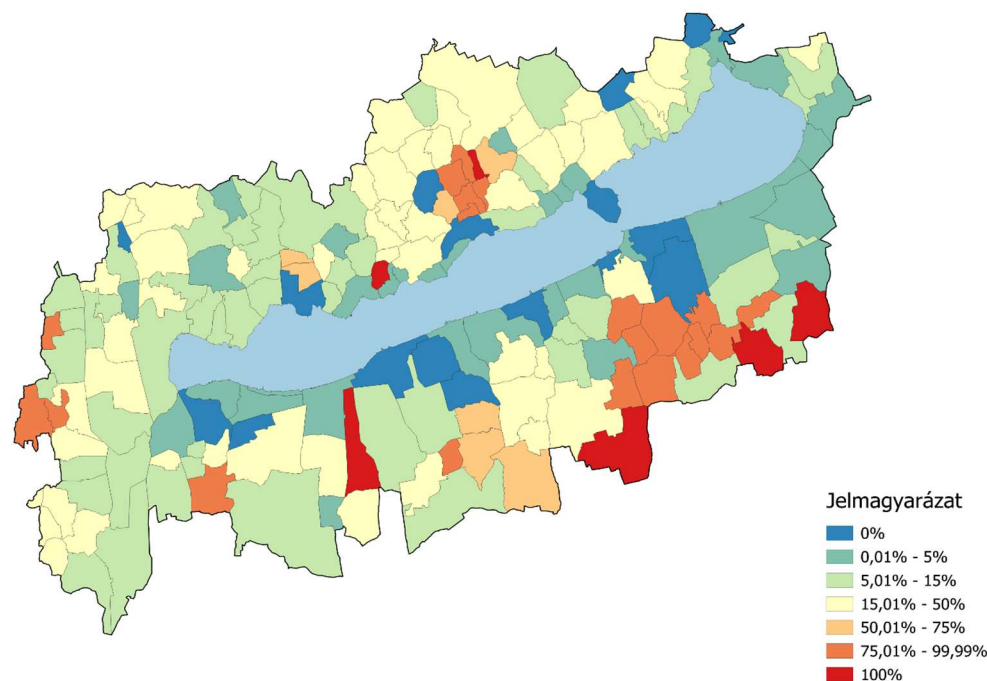 Jelmagyarázat
0%
0,01% - 5%
5,01% - 15%
15,01% - 50%
50,01% - 75%
75,01% - 99,99%
100%